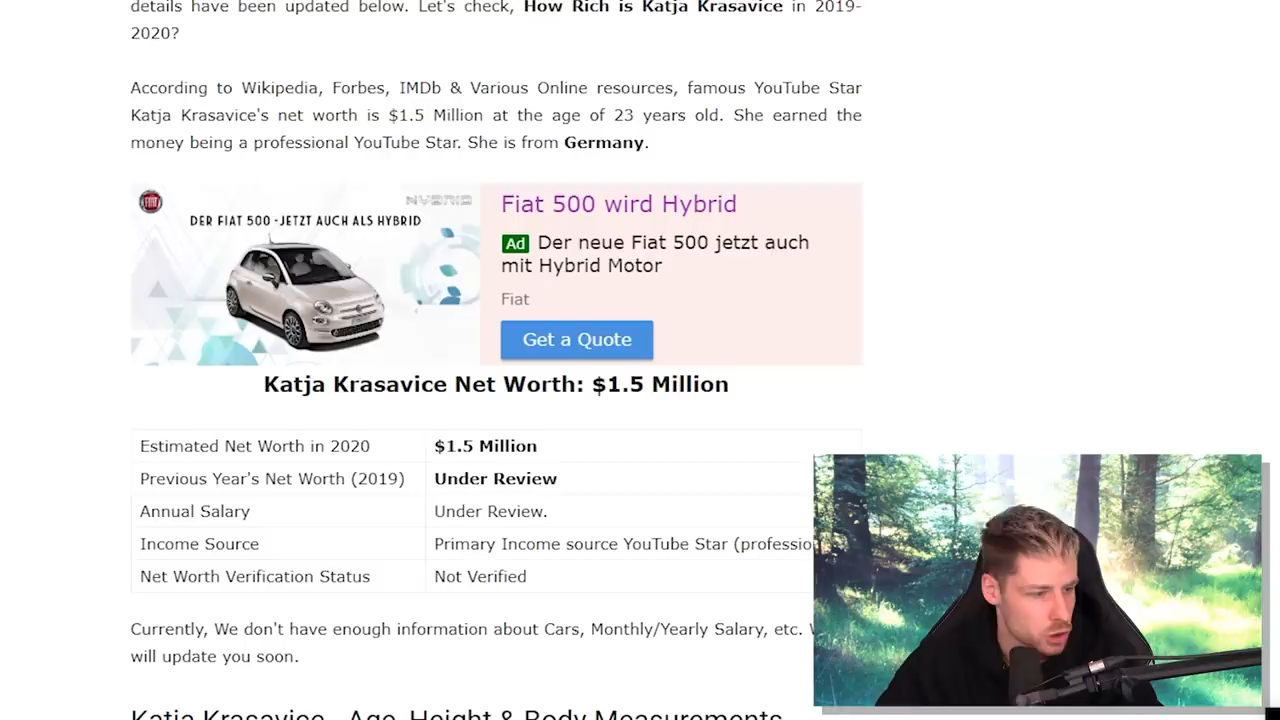 details have been updated below. Let's check, How Rich is Katja Krasavice in 2019-
2020?
According to Wikipedia, Forbes, IMDb & Various Online resources, famous YouTube Star
Katja Krasavice's net worth is $1.5 Million at the age of 23 years old. She earned the
money being a professional YouTube Star. She is from Germany.
FIAT
HYBRID
DER FIAT 500 - JETZT AUCH ALS HYBRID
Fiat 500 wird Hybrid
Ad Der neue Fiat 500 jetzt auch
mit Hybrid Motor
Fiat
Get a Quote
Katja Krasavice Net Worth: $1.5 Million
Estimated Net Worth in 2020 $1.5 Million
Previous Year's Net Worth (2019) Under Review
Annual Salary Under Review.
Income Source Primary Income source YouTube Star (professio
Net Worth Verification Status Not Verified
Currently, We don't have enough information about Cars, Monthly/Yearly Salary, etc.
will update you soon.
Katja Krasavice - Age, Height & Body Measurements